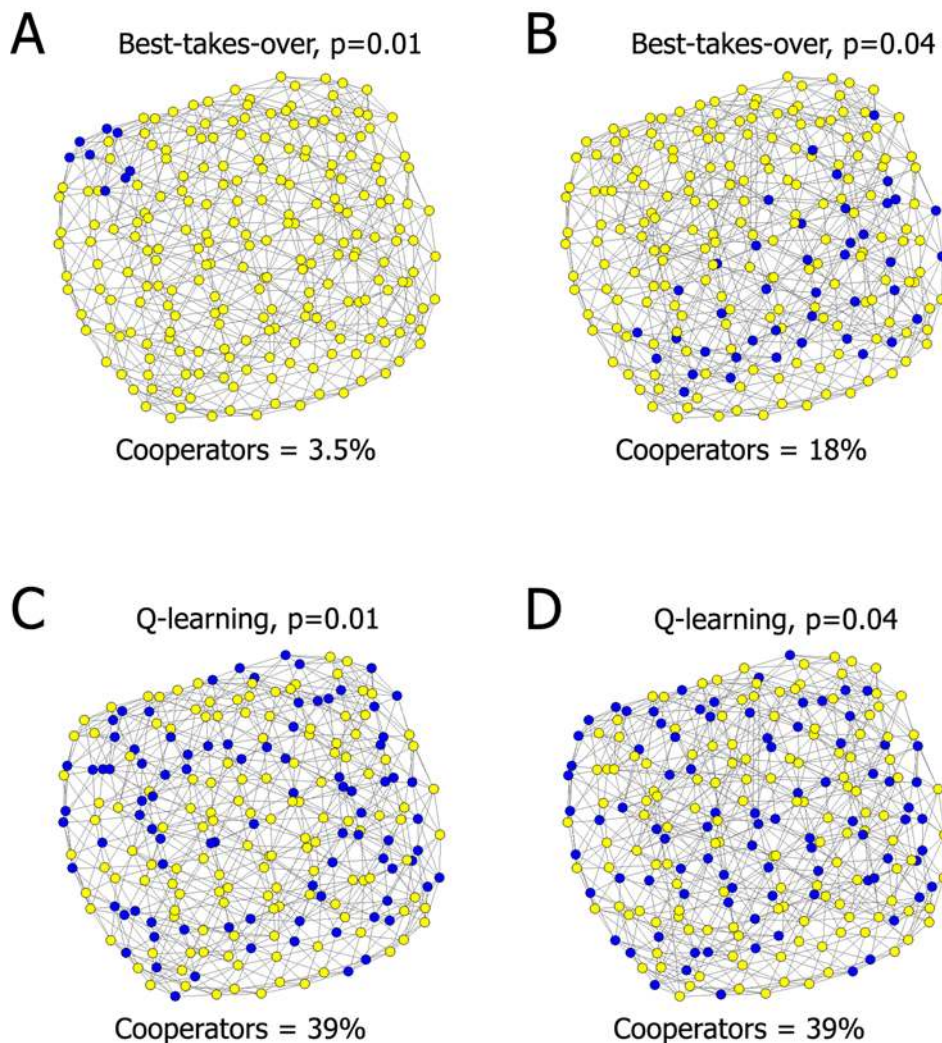 A
Best-takes-over, p=0.01
Cooperators = 3.5%
B
Best-takes-over, p=0.04
Cooperators = 18%
C
Q-learning, p=0.01
Cooperators = 39%
D
Q-learning, p=0.04
Cooperators = 39%